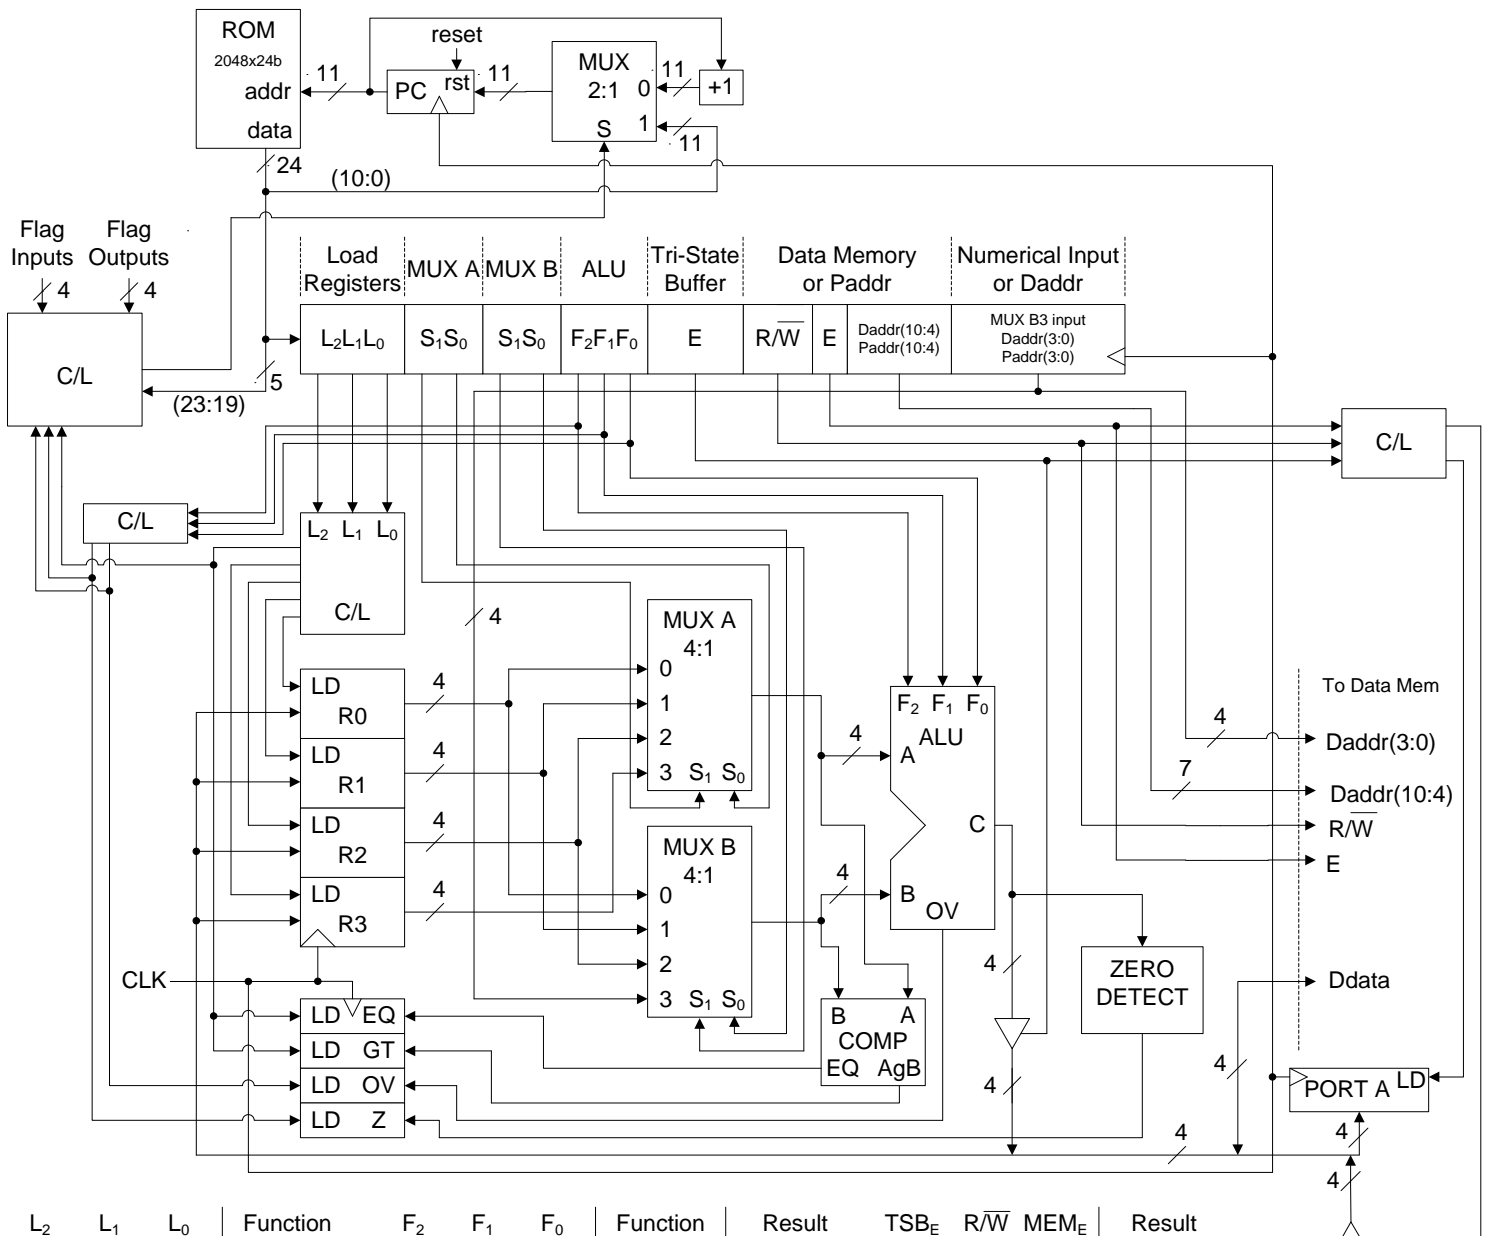 ROM
2048x24b
addr
data
11
PC
rst
reset
11
MUX
2:1
0
1
S
11
+1
11
24
(10:0)
Flag
Inputs
Flag
Outputs
4
4
C/L
5
(23:19)
Load
Registers
MUX A
MUX B
ALU
Tri-State
Buffer
Data Memory
or Paddr
Numerical Input
or Daddr
L2L1L0
S1S0
S1S0
F2F1F0
E
R/W̅
E
Daddr(10:4)
Paddr(10:4)
MUX B3 input
Daddr(3:0)
Paddr(3:0)
C/L
C/L
L2 L1 L0
C/L
4
LD
R0
LD
R1
LD
R2
LD
R3
4
4
4
4
MUX A
4:1
0
1
2
3 S1 S0
MUX B
4:1
0
1
2
3 S1 S0
4
4
F2 F1 F0
ALU
A
C
B
OV
To Data Mem
4
Daddr(3:0)
7
Daddr(10:4)
R/W̅
E
Ddata
CLK
LD EQ
LD GT
LD OV
LD Z
B A
COMP
EQ AgB
4
4
ZERO
DETECT
4
4
PORT A
LD
4
4
L2 L1 L0 Function F2 F1 F0 Function Result TSBE R/W̅ MEME Result